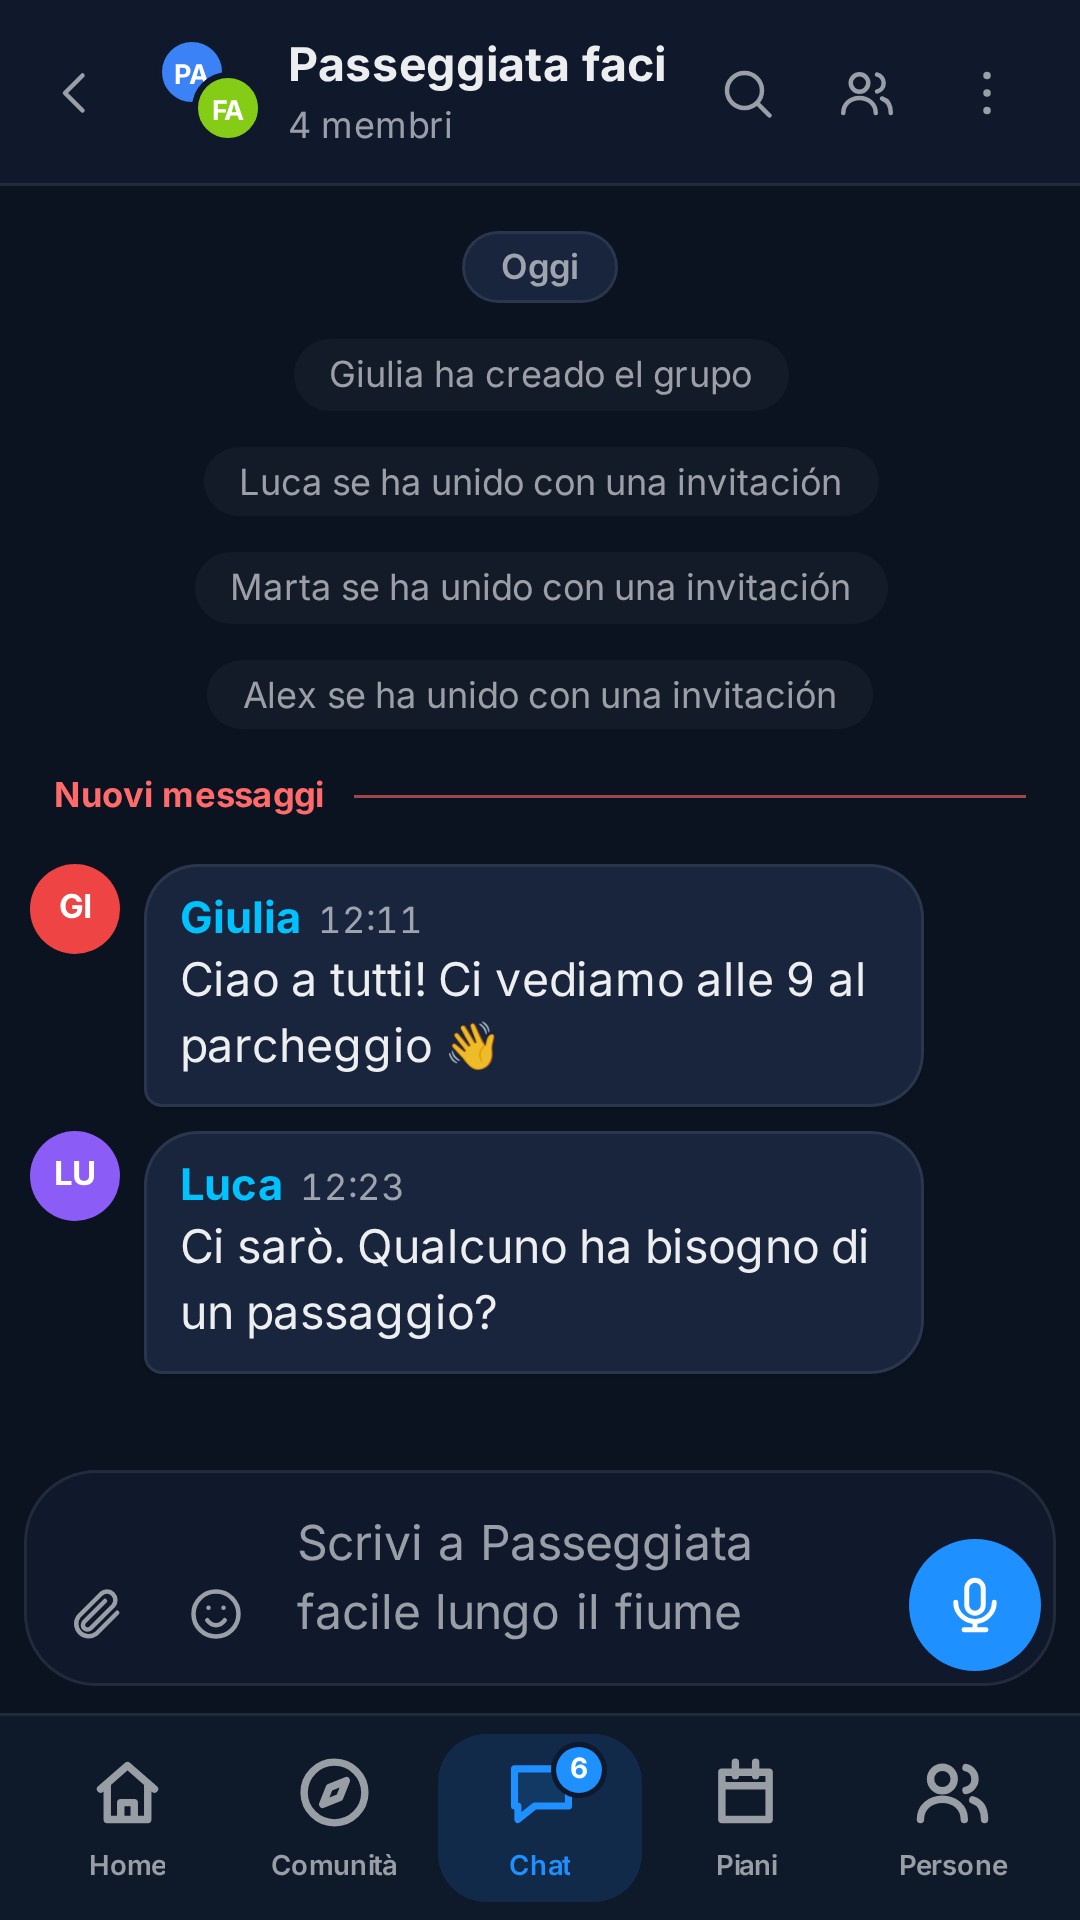 PA
FA
Passeggiata faci
4 membri
Oggi
Giulia ha creado el grupo
Luca se ha unido con una invitación
Marta se ha unido con una invitación
Alex se ha unido con una invitación
Nuovi messaggi
GI
Giulia 12:11
Ciao a tutti! Ci vediamo alle 9 al
parcheggio 👋
LU
Luca 12:23
Ci sarò. Qualcuno ha bisogno di
un passaggio?
Scrivi a Passeggiata
facile lungo il fiume
6
Home
Comunità
Chat
Piani
Persone